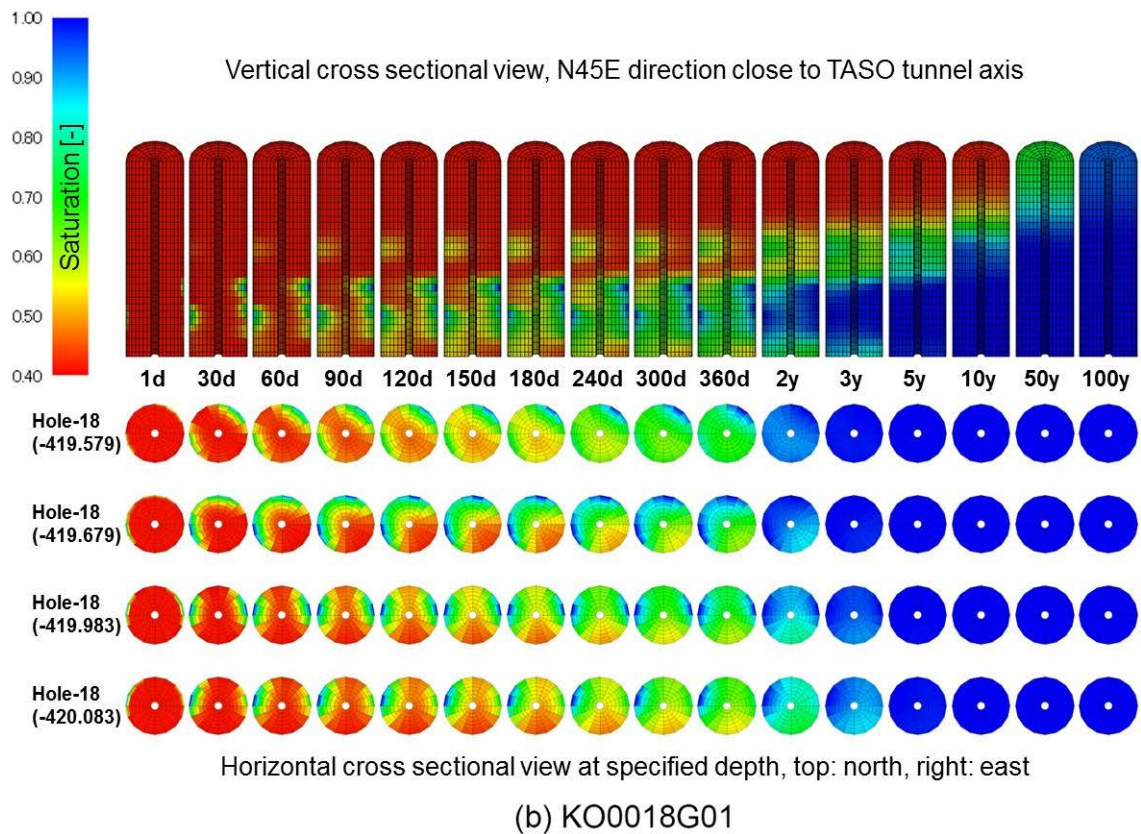 1.00
0.90
0.80
0.70
0.60
0.50
0.40
Saturation [-]
Vertical cross sectional view, N45E direction close to TASO tunnel axis
1d 30d 60d 90d 120d 150d 180d 240d 300d 360d 2y 3y 5y 10y 50y 100y
Hole-18
(-419.579)
Hole-18
(-419.679)
Hole-18
(-419.983)
Hole-18
(-420.083)
Horizontal cross sectional view at specified depth, top: north, right: east
(b) KO0018G01